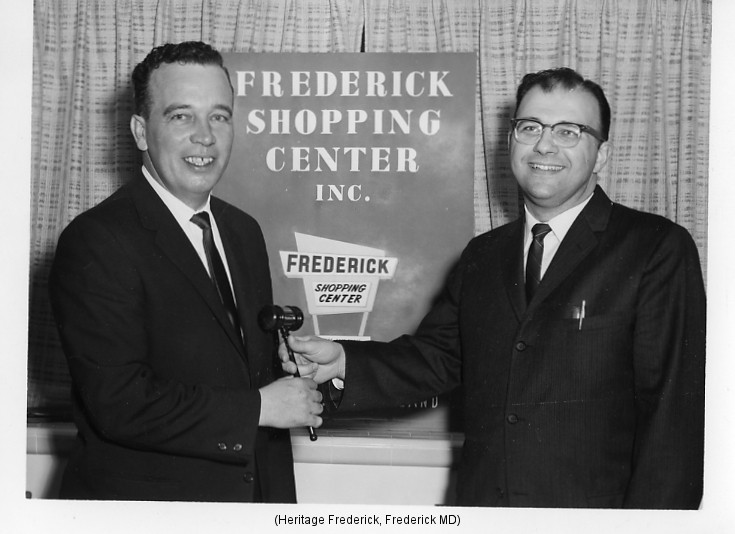 FREDERICK
SHOPPING
CENTER
INC.
FREDERICK
SHOPPING
CENTER
(Heritage Frederick, Frederick MD)